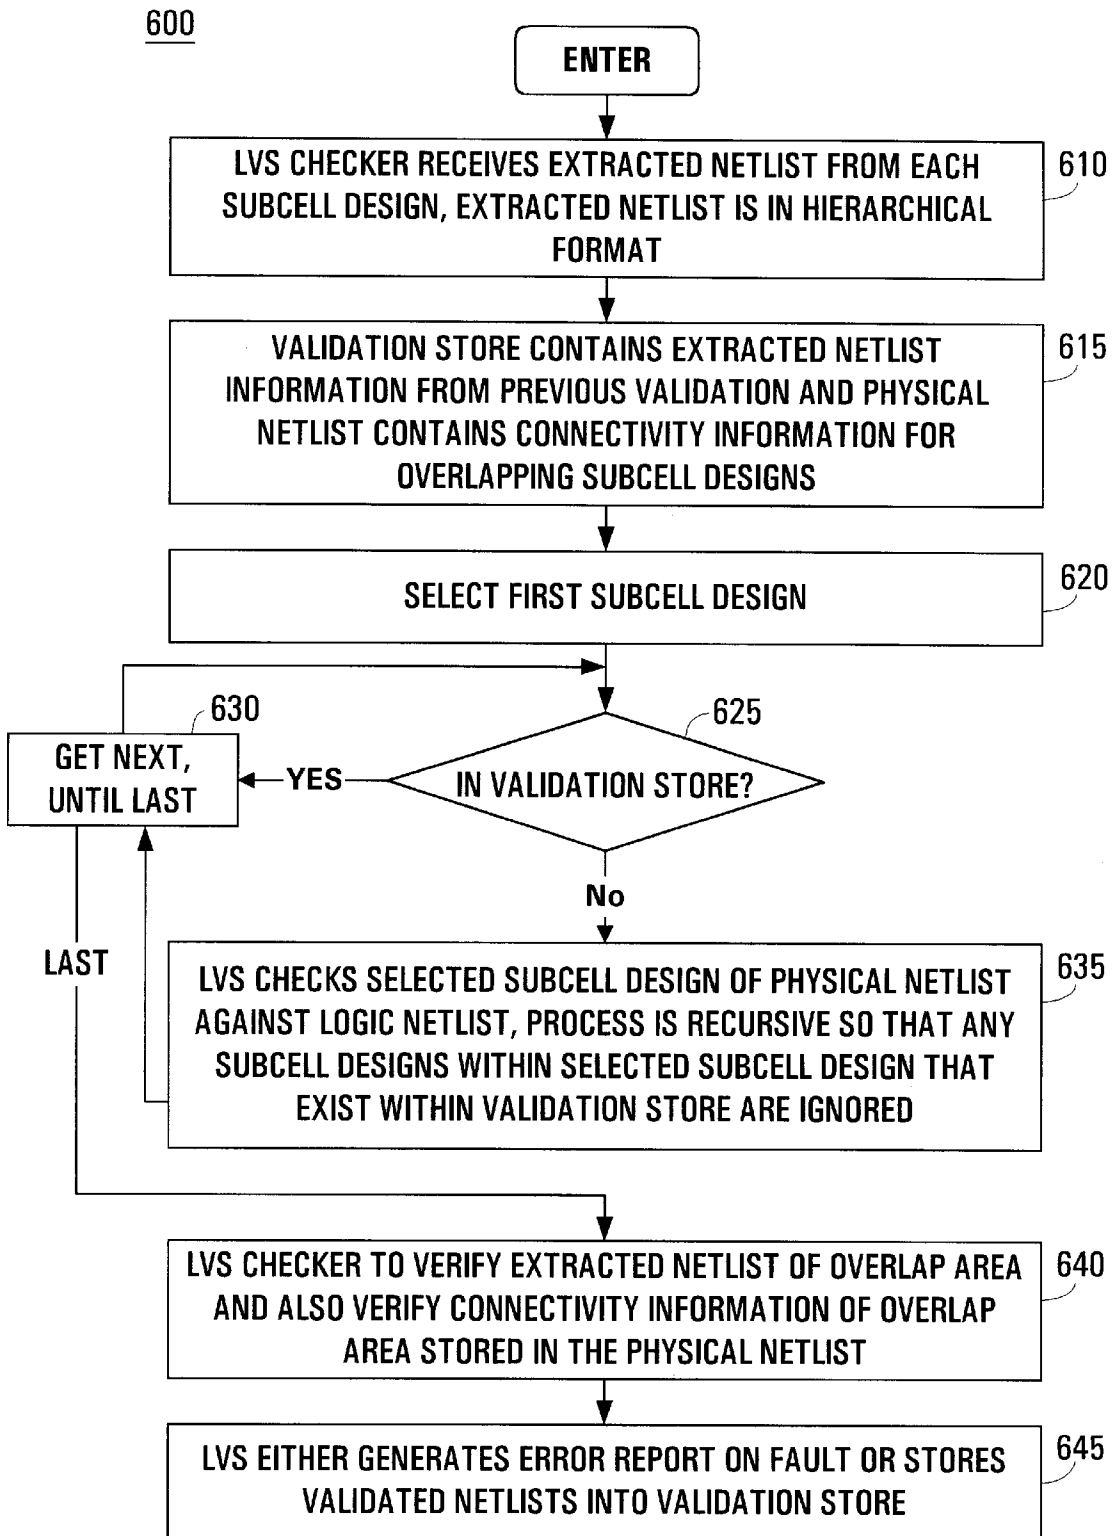 600
ENTER
LVS CHECKER RECEIVES EXTRACTED NETLIST FROM EACH
SUBCELL DESIGN, EXTRACTED NETLIST IS IN HIERARCHICAL
FORMAT
610
VALIDATION STORE CONTAINS EXTRACTED NETLIST
INFORMATION FROM PREVIOUS VALIDATION AND PHYSICAL
NETLIST CONTAINS CONNECTIVITY INFORMATION FOR
OVERLAPPING SUBCELL DESIGNS
615
SELECT FIRST SUBCELL DESIGN
620
630
GET NEXT,
UNTIL LAST
YES
625
IN VALIDATION STORE?
No
LAST
LVS CHECKS SELECTED SUBCELL DESIGN OF PHYSICAL NETLIST
AGAINST LOGIC NETLIST, PROCESS IS RECURSIVE SO THAT ANY
SUBCELL DESIGNS WITHIN SELECTED SUBCELL DESIGN THAT
EXIST WITHIN VALIDATION STORE ARE IGNORED
635
LVS CHECKER TO VERIFY EXTRACTED NETLIST OF OVERLAP AREA
AND ALSO VERIFY CONNECTIVITY INFORMATION OF OVERLAP
AREA STORED IN THE PHYSICAL NETLIST
640
LVS EITHER GENERATES ERROR REPORT ON FAULT OR STORES
VALIDATED NETLISTS INTO VALIDATION STORE
645